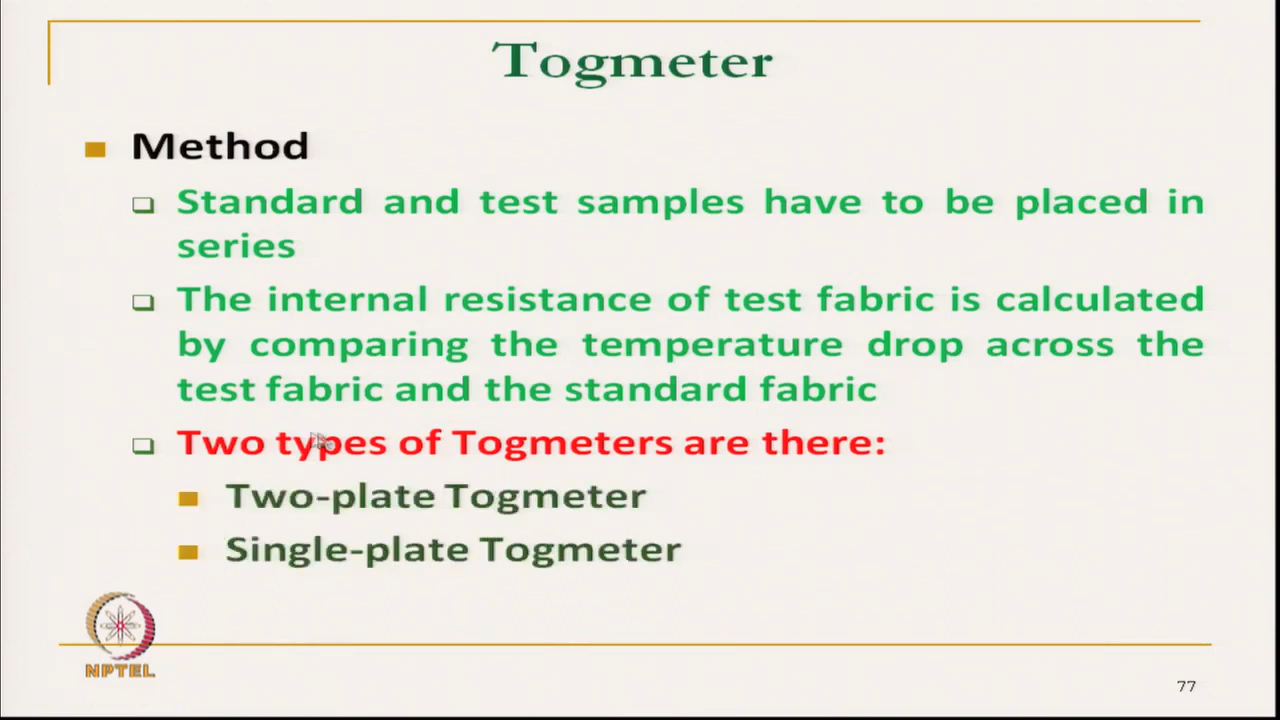 Togmeter
Method
Standard and test samples have to be placed in
series
The internal resistance of test fabric is calculated
by comparing the temperature drop across the
test fabric and the standard fabric
Two types of Togmeters are there:
Two-plate Togmeter
Single-plate Togmeter
NPTEL
77